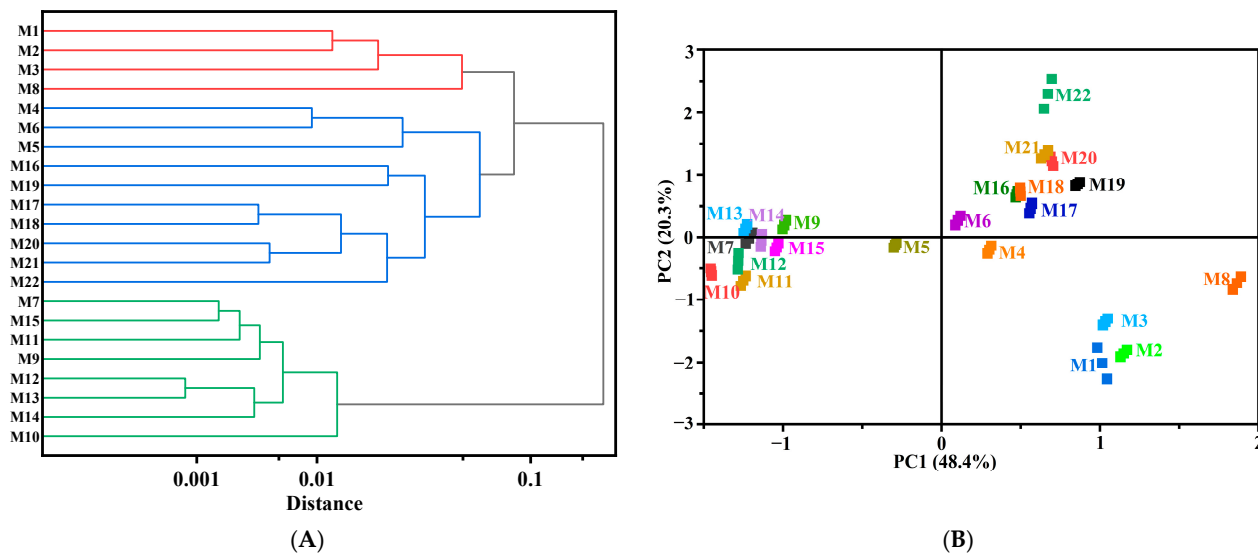 M1
M2
M3
M8
M4
M6
M5
M16
M19
M17
M18
M20
M21
M22
M7
M15
M11
M9
M12
M13
M14
M10
0.001 0.01 0.1
Distance
(A)
3
2
1
0
−1
−2
−3
PC2 (20.3%)
M22
M21
M20
M16
M18
M19
M17
M6
M13
M14
M9
M7
M15
M5
M4
M12
M10
M11
M8
M3
M2
M1
−1 0 1 2
PC1 (48.4%)
(B)